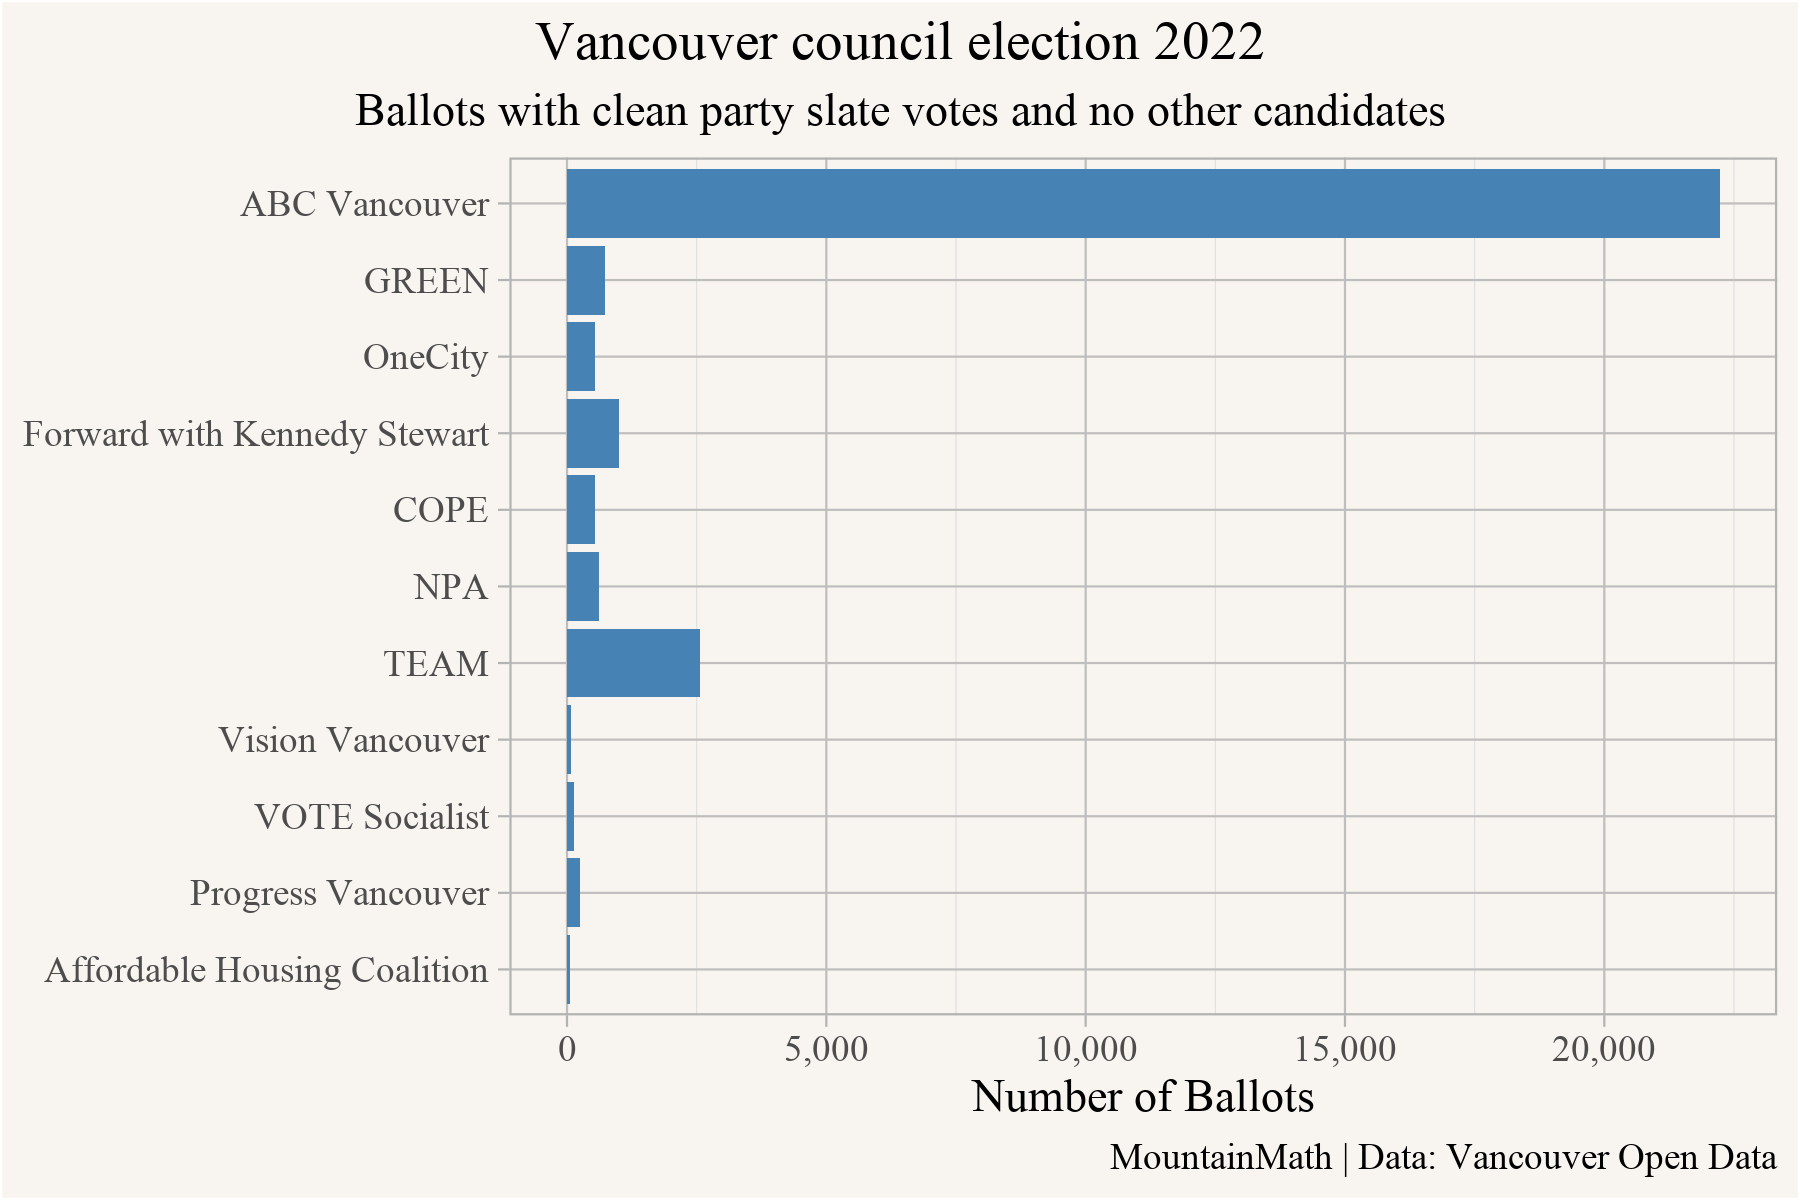 Vancouver council election 2022
Ballots with clean party slate votes and no other candidates
ABC Vancouver
GREEN
OneCity
Forward with Kennedy Stewart
COPE
NPA
TEAM
Vision Vancouver
VOTE Socialist
Progress Vancouver
Affordable Housing Coalition
0 5,000 10,000 15,000 20,000
Number of Ballots
MountainMath | Data: Vancouver Open Data